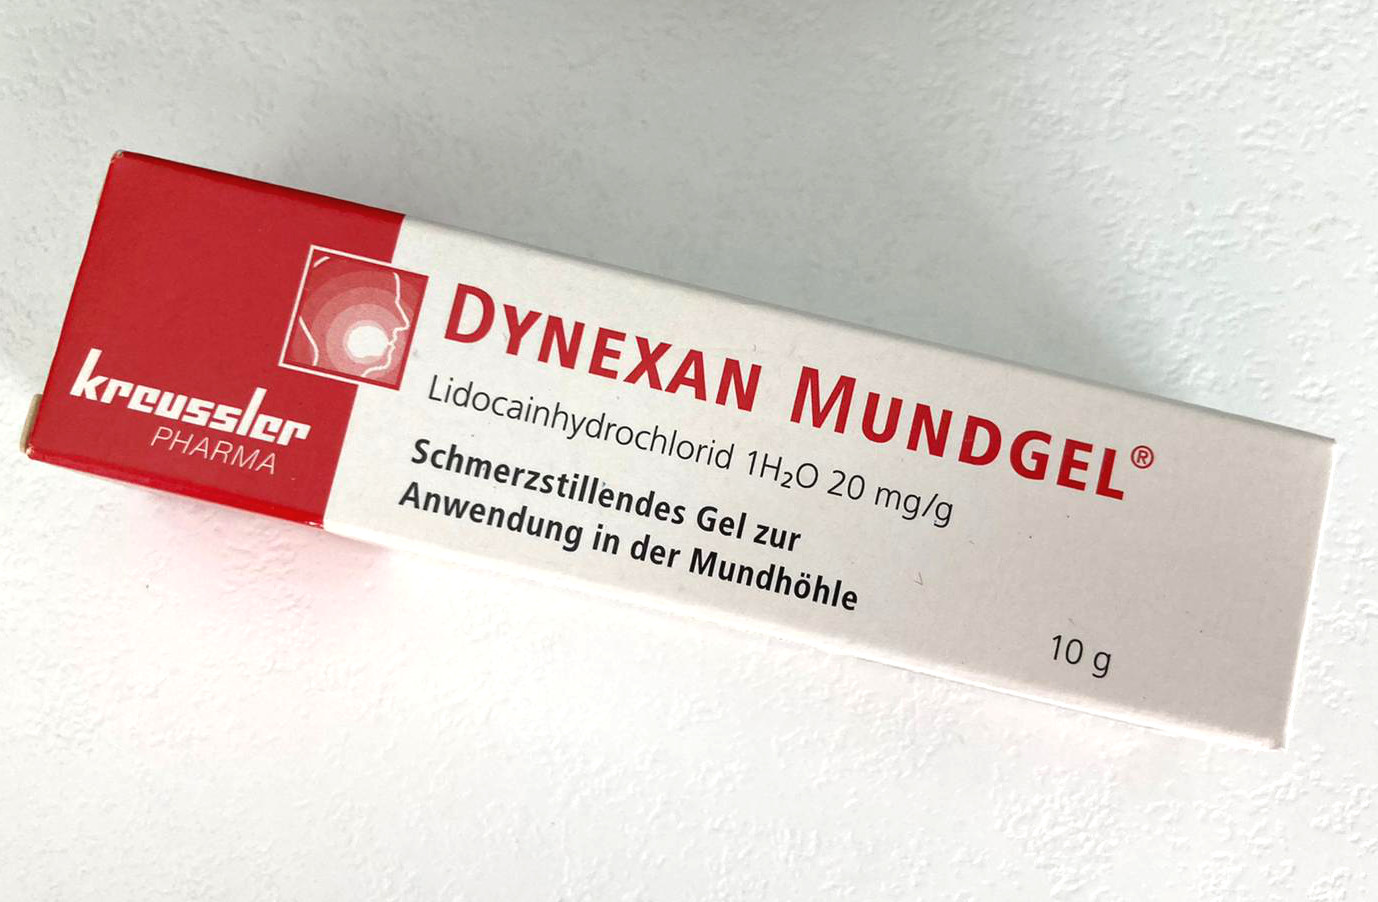 kreussler
PHARMA
DYNEXAN MUNDGEL®
Lidocainhydrochlorid 1H₂O 20 mg/g
Schmerzstillendes Gel zur
Anwendung in der Mundhöhle
10 g